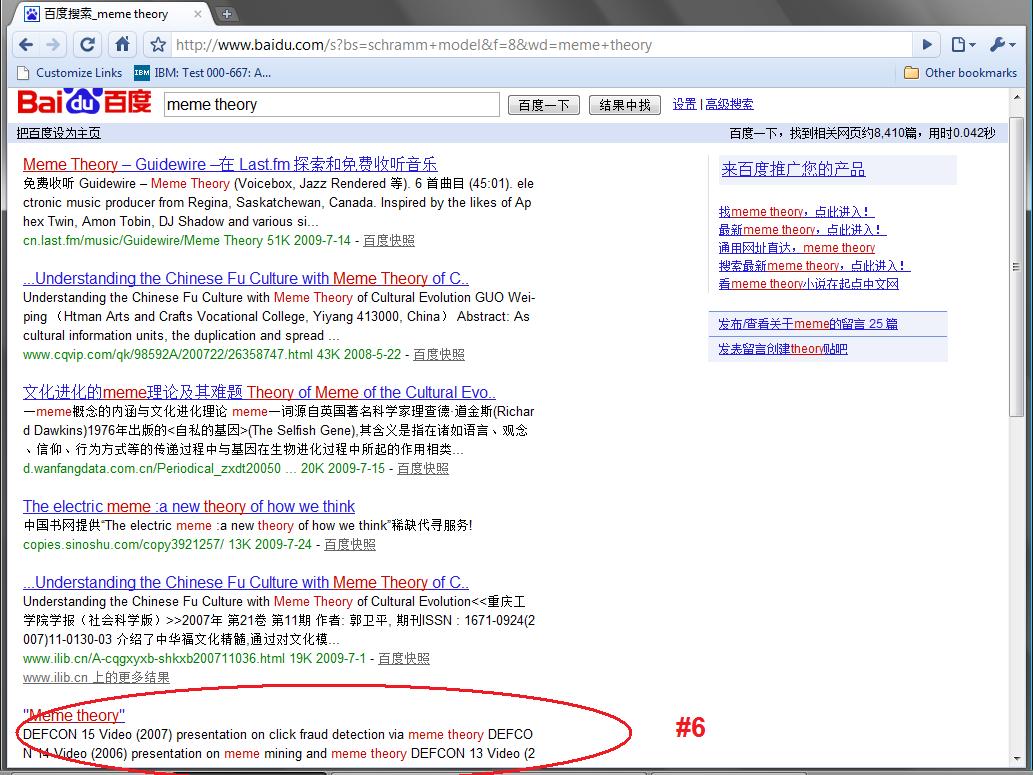 百度搜索_meme theory
http://www.baidu.com/s?bs=schramm+model&f=8&wd=meme+theory
Customize Links IBM IBM: Test 000-667: A... Other bookmarks
Bai du 百度 meme theory 百度一下 结果中找 设置 | 高级搜索
把百度设为主页 百度一下，找到相关网页约8,410篇，用时0.042秒
Meme Theory – Guidewire –在 Last.fm 探索和免费收听音乐
免费收听 Guidewire – Meme Theory (Voicebox, Jazz Rendered 等). 6 首曲目 (45:01). ele
ctronic music producer from Regina, Saskatchewan, Canada. Inspired by the likes of Ap
hex Twin, Amon Tobin, DJ Shadow and various si...
cn.last.fm/music/Guidewire/Meme Theory 51K 2009-7-14 - 百度快照
...Understanding the Chinese Fu Culture with Meme Theory of C..
Understanding the Chinese Fu Culture with Meme Theory of Cultural Evolution GUO Wei-
ping （Htman Arts and Crafts Vocational College, Yiyang 413000, China） Abstract: As
cultural information units, the duplication and spread ...
www.cqvip.com/qk/98592A/200722/26358747.html 43K 2008-5-22 - 百度快照
文化进化的meme理论及其难题 Theory of Meme of the Cultural Evo..
一meme概念的内涵与文化进化理论 meme一词源自英国著名科学家理查德·道金斯(Richar
d Dawkins)1976年出版的<自私的基因>(The Selfish Gene),其含义是指在诸如语言、观念
、信仰、行为方式等的传递过程中与基因在生物进化过程中所起的作用相类...
d.wanfangdata.com.cn/Periodical_zxdt20050 ... 20K 2009-7-15 - 百度快照
The electric meme :a new theory of how we think
中国书网提供“The electric meme :a new theory of how we think”稀缺代寻服务!
copies.sinoshu.com/copy3921257/ 13K 2009-7-24 - 百度快照
...Understanding the Chinese Fu Culture with Meme Theory of C..
Understanding the Chinese Fu Culture with Meme Theory of Cultural Evolution<<重庆工
学院学报（社会科学版）>>2007年 第21卷 第11期 作者: 郭卫平, 期刊ISSN : 1671-0924(2
007)11-0130-03 介绍了中华福文化精髓,通过对文化模...
www.ilib.cn/A-cqgxyxb-shkxb200711036.html 19K 2009-7-1 - 百度快照
www.ilib.cn 上的更多结果
"Meme theory"
DEFCON 15 Video (2007) presentation on click fraud detection via meme theory DEFCO
N 14 Video (2006) presentation on meme mining and meme theory DEFCON 13 Video (2
#6
来百度推广您的产品
找meme theory，点此进入！
最新meme theory，点此进入！
通用网址直达，meme theory
搜索最新meme theory，点此进入！
看meme theory小说在起点中文网
发布/查看关于meme的留言 25 篇
发表留言创建theory贴吧